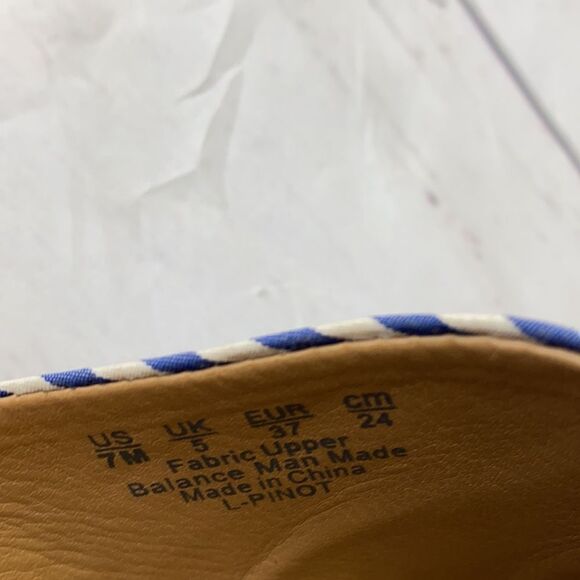 US UK EUR cm
7M 5 37 24
Fabric Upper
Balance Man Made
Made in China
L-PINOT